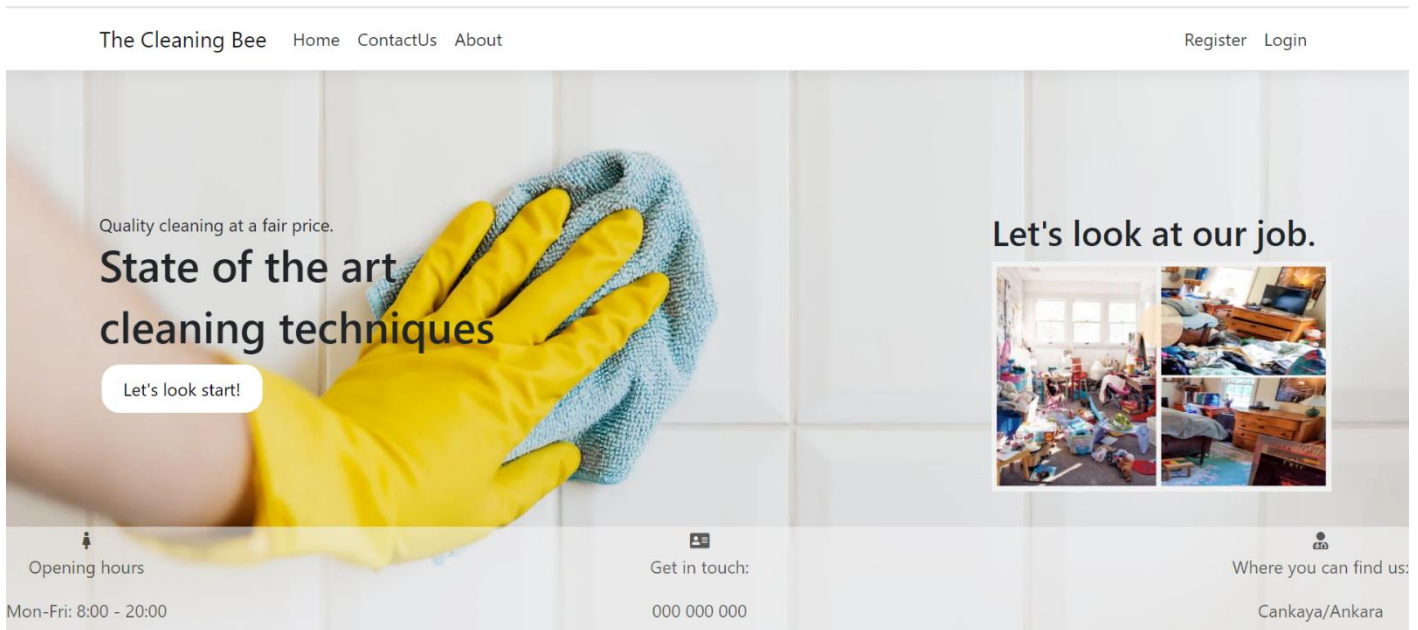 The Cleaning Bee Home ContactUs About Register Login
Quality cleaning at a fair price.
State of the art
cleaning techniques
Let's look start!
Let's look at our job.
Opening hours
Mon-Fri: 8:00 - 20:00
Get in touch:
000 000 000
Where you can find us:
Cankaya/Ankara